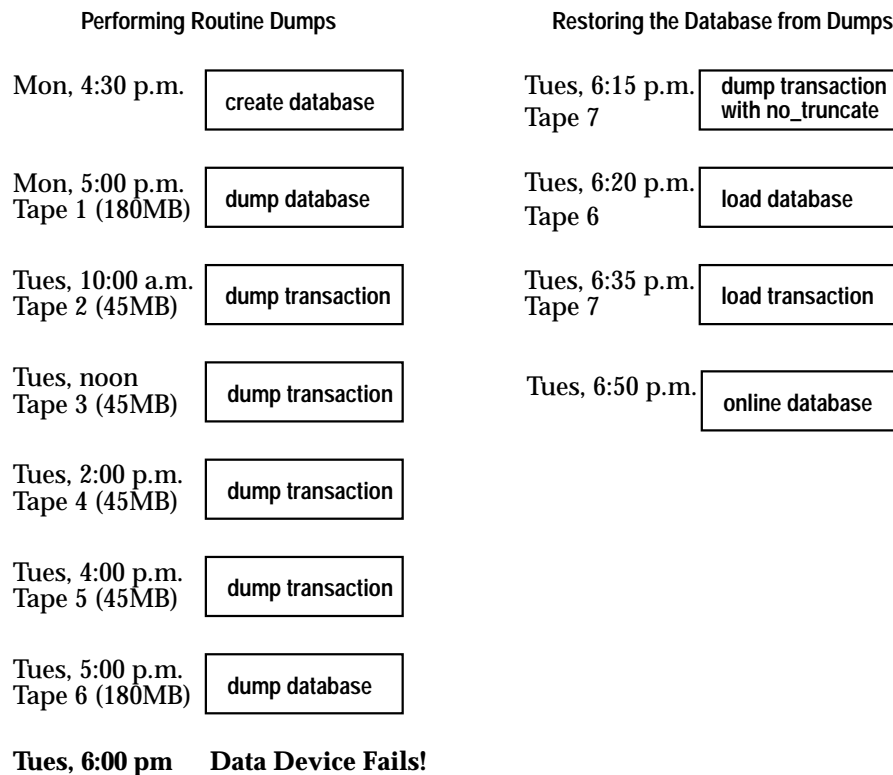 Performing Routine Dumps
Mon, 4:30 p.m.
create database
Mon, 5:00 p.m.
Tape 1 (180MB)
dump database
Tues, 10:00 a.m.
Tape 2 (45MB)
dump transaction
Tues, noon
Tape 3 (45MB)
dump transaction
Tues, 2:00 p.m.
Tape 4 (45MB)
dump transaction
Tues, 4:00 p.m.
Tape 5 (45MB)
dump transaction
Tues, 5:00 p.m.
Tape 6 (180MB)
dump database
Tues, 6:00 pm Data Device Fails!
Restoring the Database from Dumps
Tues, 6:15 p.m.
Tape 7
dump transaction
with no_truncate
Tues, 6:20 p.m.
Tape 6
load database
Tues, 6:35 p.m.
Tape 7
load transaction
Tues, 6:50 p.m.
online database